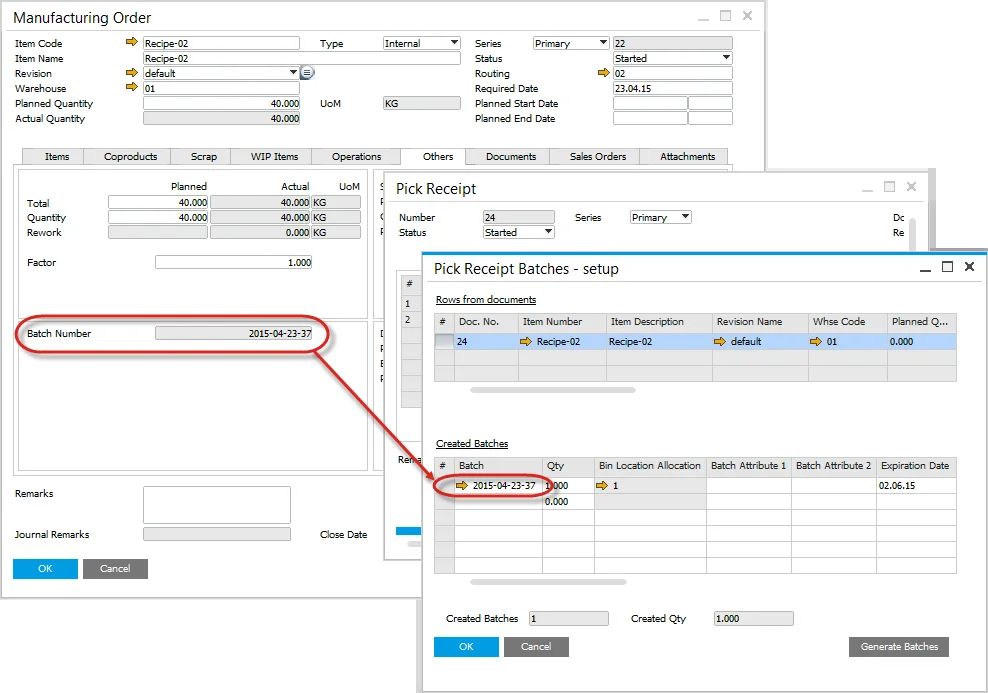 Manufacturing Order
Item Code Recipe-02 Type Internal Series Primary 22
Item Name Recipe-02 Status Started
Revision default Routing 02
Warehouse 01 Required Date 23.04.15
Planned Quantity 40.000 UoM KG Planned Start Date
Actual Quantity 40.000 Planned End Date
Items Coproducts Scrap WIP Items Operations Others Documents Sales Orders Attachments
Planned Actual UoM
Total 40.000 40.000 KG
Quantity 40.000 40.000 KG
Rework 0.000 KG
Factor 1.000
Batch Number 2015-04-23-37
Remarks
Journal Remarks Close Date
OK Cancel
Pick Receipt
Number 24 Series Primary Dc
Status Started Re
#
1
2
Rema
Pick Receipt Batches - setup
Rows from documents
# Doc. No. Item Number Item Description Revision Name Whse Code Planned Q...
24 Recipe-02 Recipe-02 default 01 0.000
Created Batches
# Batch Qty Bin Location Allocation Batch Attribute 1 Batch Attribute 2 Expiration Date
2015-04-23-37 1.000 1 02.06.15
0.000
Created Batches 1 Created Qty 1.000
OK Cancel Generate Batches